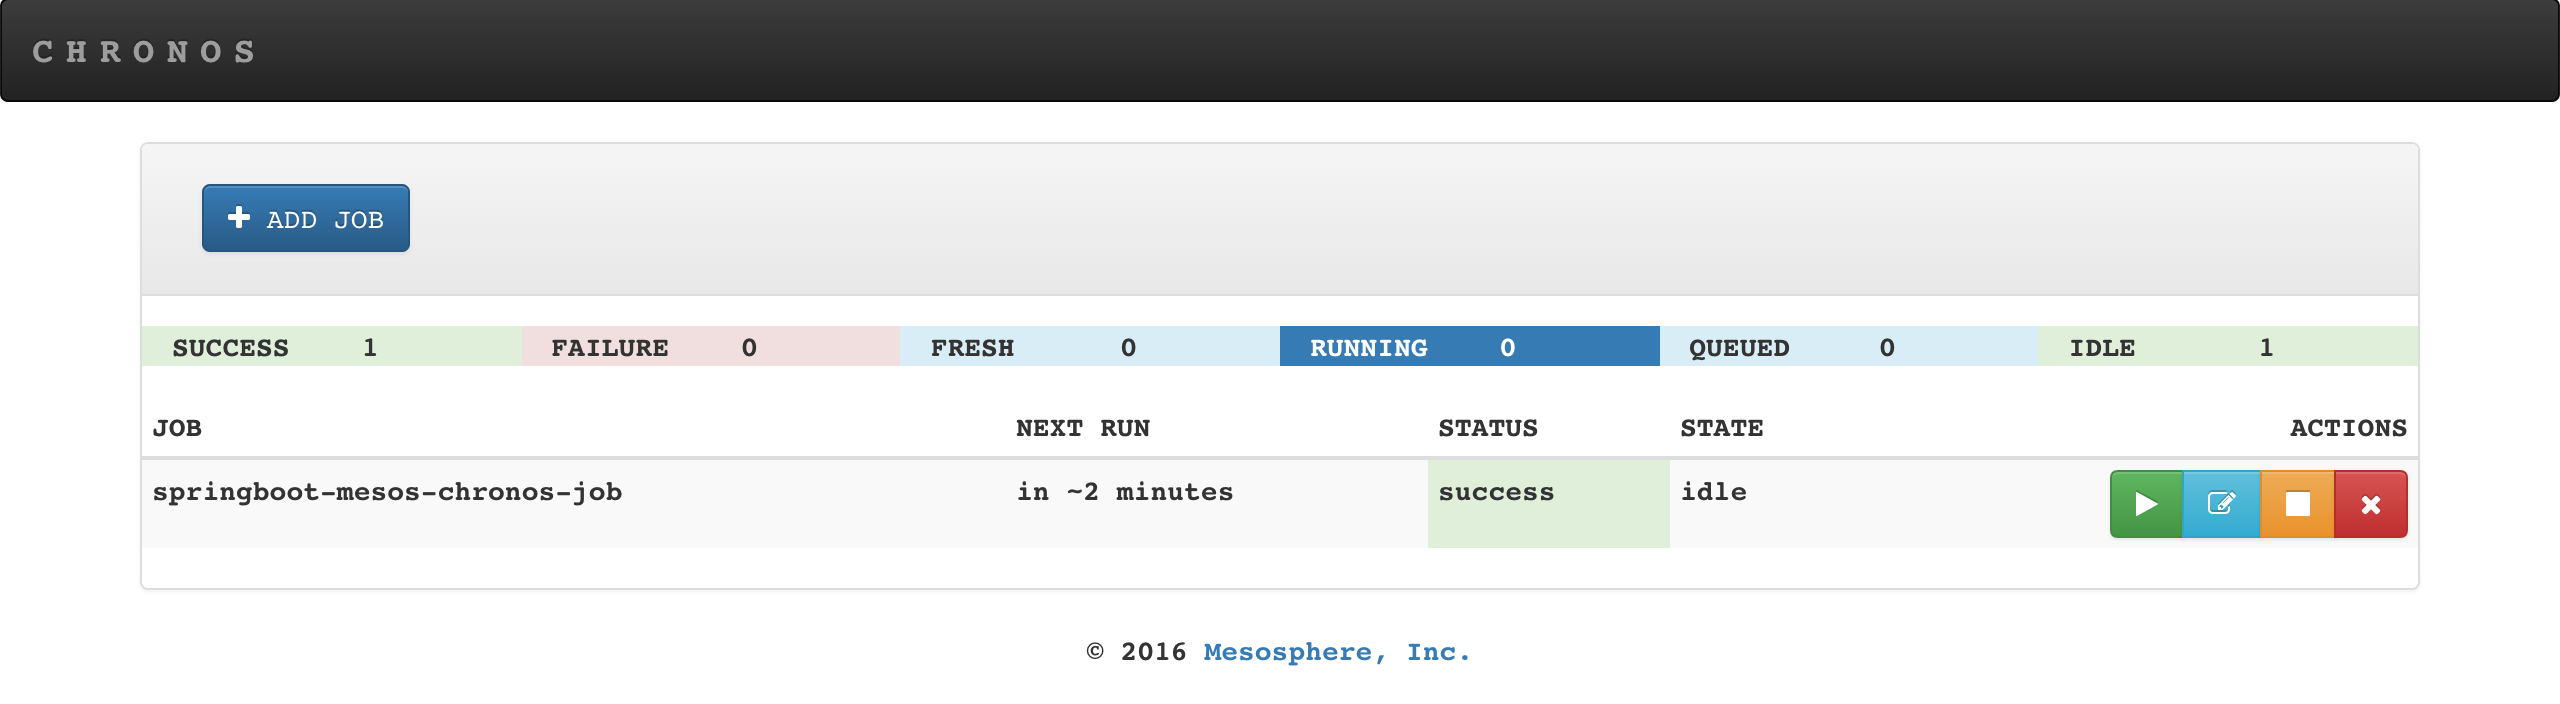 CHRONOS
ADD JOB
SUCCESS 1 FAILURE 0 FRESH 0 RUNNING 0 QUEUED 0 IDLE 1
JOB NEXT RUN STATUS STATE ACTIONS
springboot-mesos-chronos-job in ~2 minutes success idle
© 2016 Mesosphere, Inc.